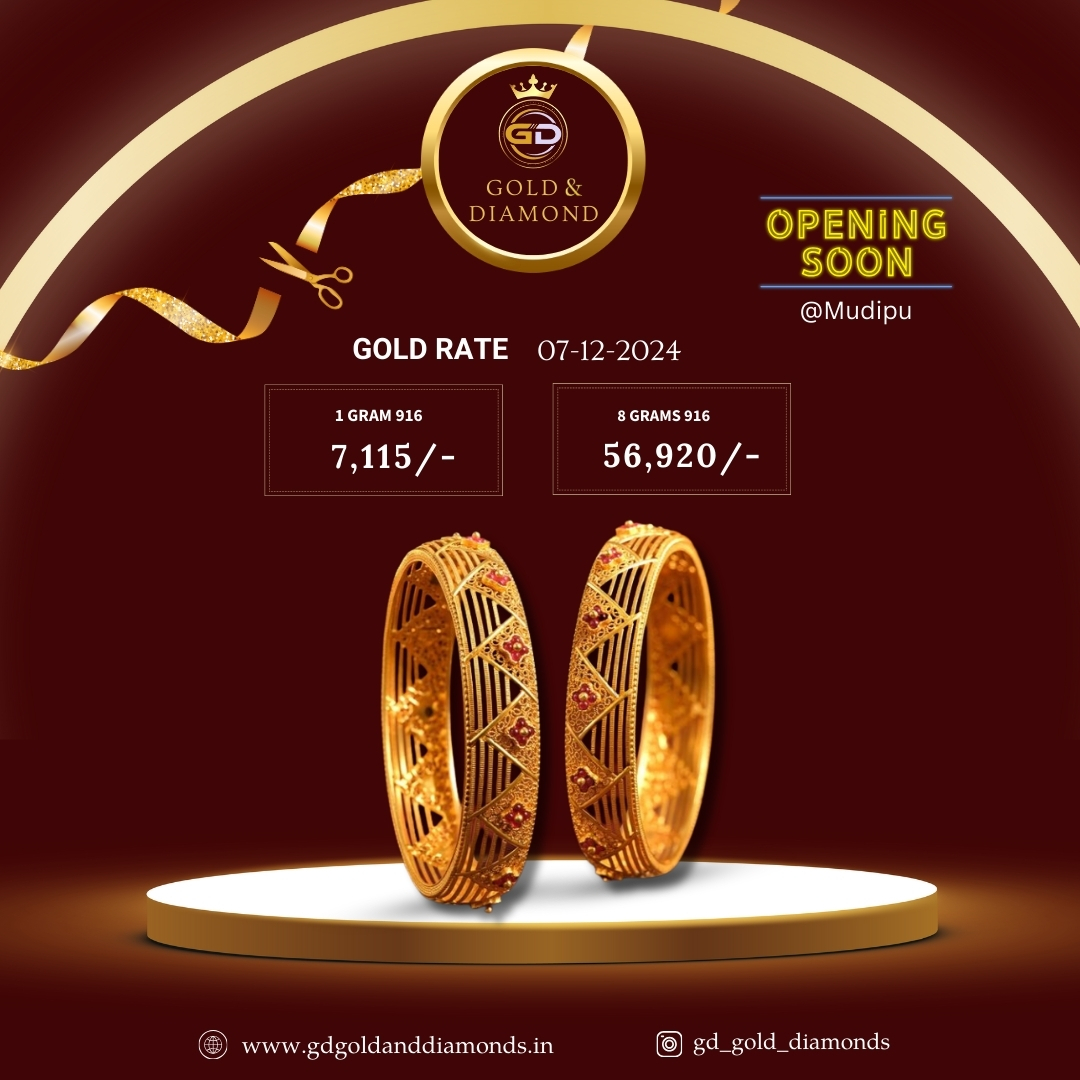 GD
GOLD &
DIAMOND
OPENING
SOON
@Mudipu
GOLD RATE 07-12-2024
1 GRAM 916
7,115/-
8 GRAMS 916
56,920/-
www.gdgoldanddiamonds.in
gd_gold_diamonds